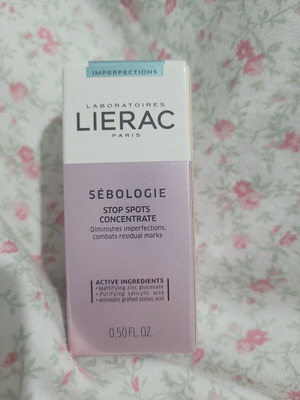 IMPERFECTIONS
LABORATOIRES
LIERAC
PARIS
SÉBOLOGIE
STOP SPOTS
CONCENTRATE
Diminishes imperfections,
combats residual marks
ACTIVE INGREDIENTS
• Mattifying zinc gluconate
• Purifying salicylic acid
• Antiseptic grafted azelaic acid
0.50 FL. OZ.